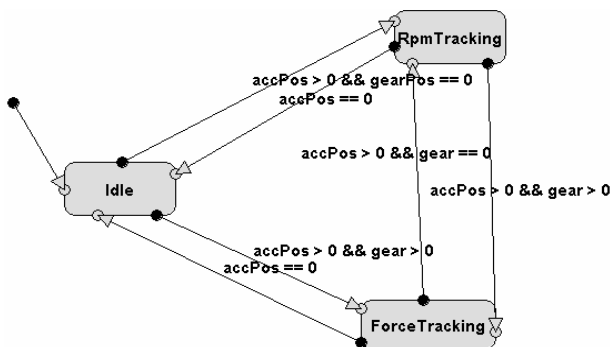 RpmTracking
accPos > 0 && gearPos == 0
accPos == 0
accPos > 0 && gear == 0
Idle
accPos > 0 && gear > 0
accPos > 0 && gear > 0
accPos == 0
ForceTracking